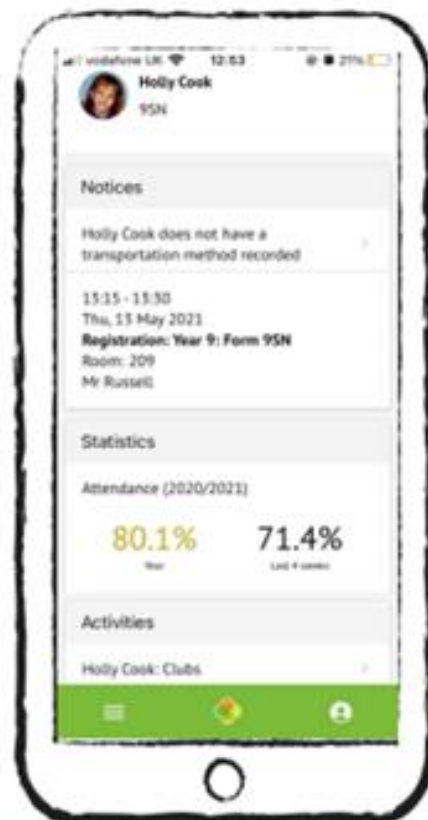 vodafone UK 12:53 21%
Holly Cook
9SN
Notices
Holly Cook does not have a
transportation method recorded
13:15 - 13:30
Thu, 13 May 2021
Registration: Year 9: Form 9SN
Room: 209
Mr Russell
Statistics
Attendance (2020/2021)
80.1% 71.4%
Year Last 4 weeks
Activities
Holly Cook: Clubs